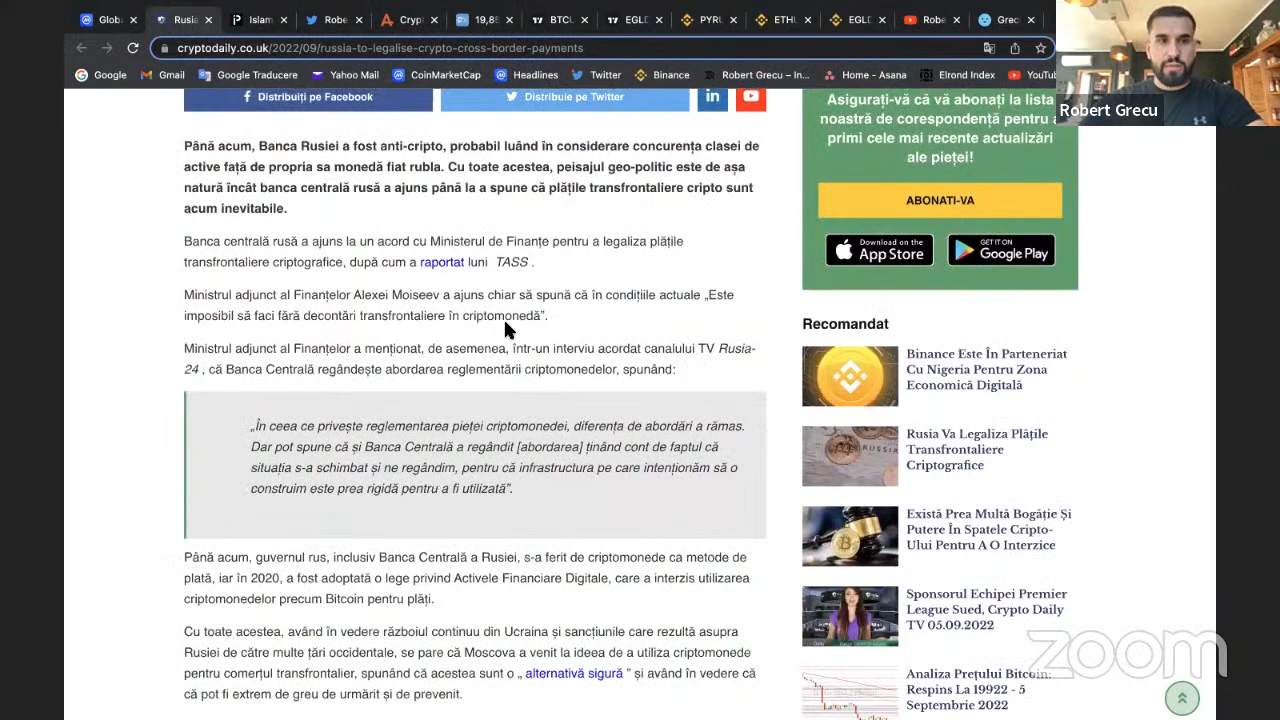 Glob
Rusia
Islam
Robe
Crypt
19,85
BTCU
EGLD
PYRU
ETHU
EGLD
Robe
Greci
cryptodaily.co.uk/2022/09/russia-to-legalise-crypto-cross-border-payments
Google
Gmail
Google Traducere
Yahoo Mail
CoinMarketCap
Headlines
Twitter
Binance
Robert Grecu – In...
Home - Asana
Elrond Index
YouTu
Robert Grecu
Distribuiți pe Facebook
Distribuie pe Twitter
in
Până acum, Banca Rusiei a fost anti-cripto, probabil luând în considerare concurența clasei de
active față de propria sa monedă fiat rubla. Cu toate acestea, peisajul geo-politic este de așa
natură încât banca centrală rusă a ajuns până la a spune că plățile transfrontaliere cripto sunt
acum inevitabile.
Banca centrală rusă a ajuns la un acord cu Ministerul de Finanțe pentru a legaliza plățile
transfrontaliere criptografice, după cum a raportat luni TASS .
Ministrul adjunct al Finanțelor Alexei Moiseev a ajuns chiar să spună că în condițiile actuale „Este
imposibil să faci fără decontări transfrontaliere în criptomonedă”.
Ministrul adjunct al Finanțelor a menționat, de asemenea, într-un interviu acordat canalului TV Rusia-
24 , că Banca Centrală regândește abordarea reglementării criptomonedelor, spunând:
„În ceea ce privește reglementarea pieței criptomonedei, diferența de abordări a rămas.
Dar pot spune că și Banca Centrală a regândit [abordarea] ținând cont de faptul că
situația s-a schimbat și ne regândim, pentru că infrastructura pe care intenționăm să o
construim este prea rigidă pentru a fi utilizată”.
Până acum, guvernul rus, inclusiv Banca Centrală a Rusiei, s-a ferit de criptomonede ca metode de
plată, iar în 2020, a fost adoptată o lege privind Activele Financiare Digitale, care a interzis utilizarea
criptomonedelor precum Bitcoin pentru plăți.
Cu toate acestea, având în vedere războiul continuu din Ucraina și sancțiunile care rezultă asupra
Rusiei de către multe țări occidentale, se pare că Moscova a venit la ideea de a utiliza criptomonede
pentru comerțul transfrontalier, spunând că acestea sunt o „ alternativă sigură ” și având în vedere că
că pot fi extrem de greu de urmărit și de prevenit.
Asigurați-vă că vă abonați la lista
noastră de corespondență pentru a
primi cele mai recente actualizări
ale pieței!
ABONATI-VA
Download on the
App Store
GET IT ON
Google Play
Recomandat
Binance Este În Parteneriat
Cu Nigeria Pentru Zona
Economică Digitală
Rusia Va Legaliza Plățile
Transfrontaliere
Criptografice
Există Prea Multă Bogăție Și
Putere În Spatele Cripto-
Ului Pentru A O Interzice
Sponsorul Echipei Premier
League Sued, Crypto Daily
TV 05.09.2022
Analiza Prețului Bitcoin:
Respins La 19922 - 5
Septembrie 2022
zoom